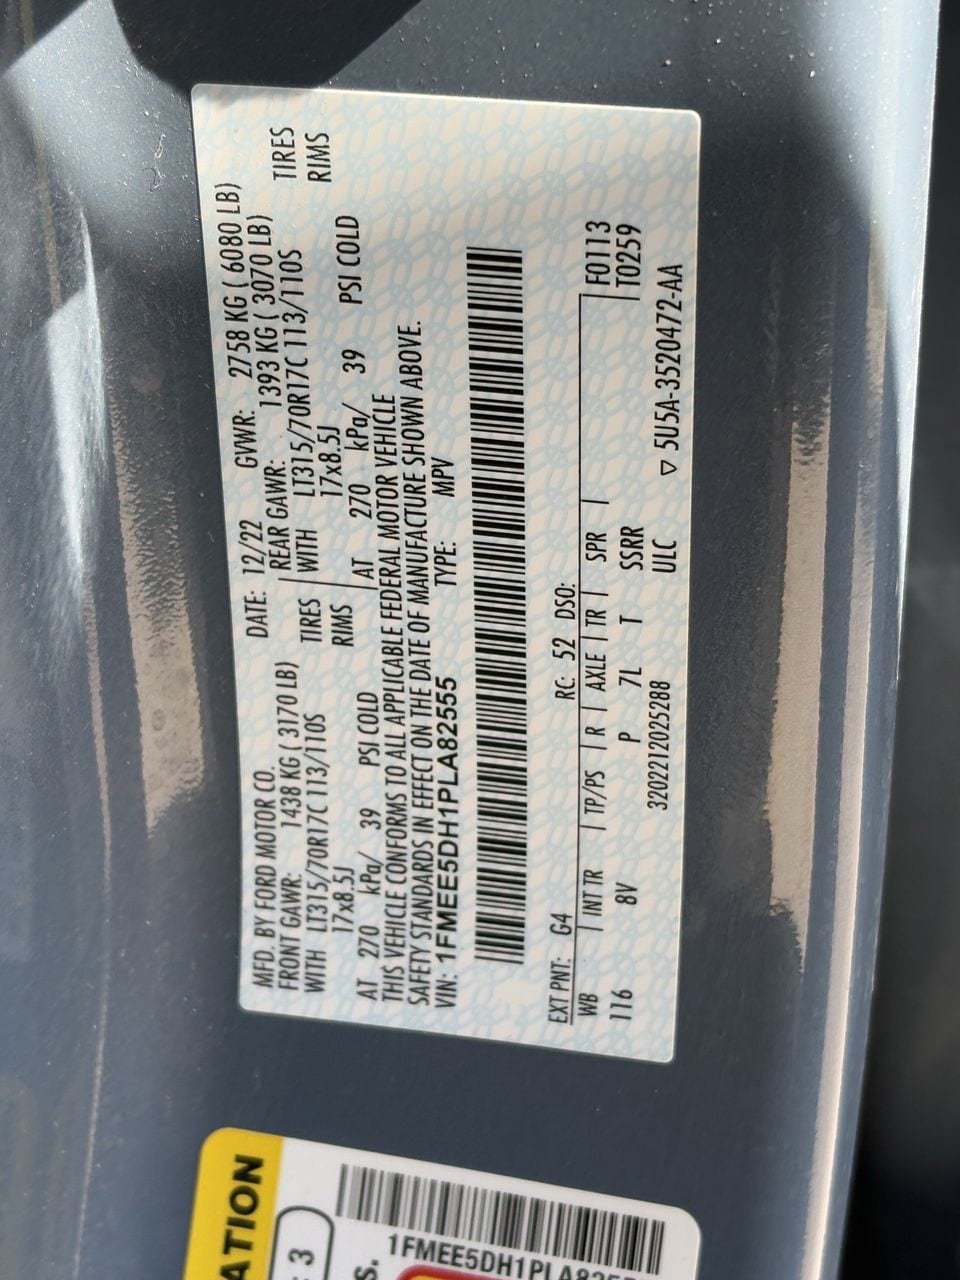 MFD. BY FORD MOTOR CO. DATE: 12/22 GVWR: 2758 KG ( 6080 LB)
FRONT GAWR: 1438 KG ( 3170 LB) REAR GAWR: 1393 KG ( 3070 LB)
WITH LT315/70R17C 113/110S TIRES WITH LT315/70R17C 113/110S TIRES
17x8.5J RIMS 17x8.5J RIMS
AT 270 kPa/ 39 PSI COLD AT 270 kPa/ 39 PSI COLD
THIS VEHICLE CONFORMS TO ALL APPLICABLE FEDERAL MOTOR VEHICLE
SAFETY STANDARDS IN EFFECT ON THE DATE OF MANUFACTURE SHOWN ABOVE.
VIN: 1FMEE5DH1PLA82555 TYPE: MPV
EXT PNT: G4 RC: 52 DSO: F0113
WB INT TR TP/PS R AXLE TR SPR T0259
116 8V P 7L T SSRR
3202212025288 ULC ▽ 5U5A-3520472-AA
ATION
3
S.
1FMEE5DH1PLA8255